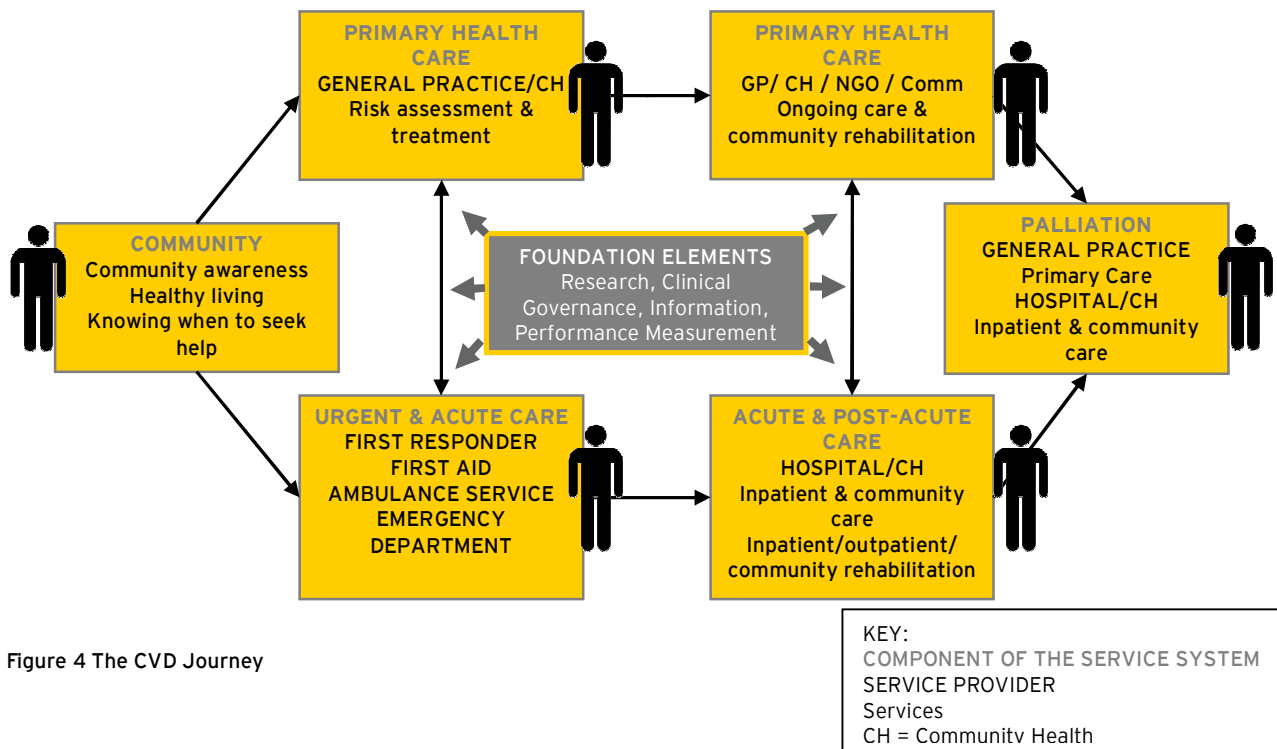 PRIMARY HEALTH
CARE
GENERAL PRACTICE/CH
Risk assessment &
treatment
PRIMARY HEALTH
CARE
GP/ CH / NGO / Comm
Ongoing care &
community rehabilitation
COMMUNITY
Community awareness
Healthy living
Knowing when to seek
help
FOUNDATION ELEMENTS
Research, Clinical
Governance, Information,
Performance Measurement
PALLIATION
GENERAL PRACTICE
Primary Care
HOSPITAL/CH
Inpatient & community
care
URGENT & ACUTE CARE
FIRST RESPONDER
FIRST AID
AMBULANCE SERVICE
EMERGENCY
DEPARTMENT
ACUTE & POST-ACUTE
CARE
HOSPITAL/CH
Inpatient & community
care
Inpatient/outpatient/
community rehabilitation
Figure 4 The CVD Journey
KEY:
COMPONENT OF THE SERVICE SYSTEM
SERVICE PROVIDER
Services
CH = Community Health